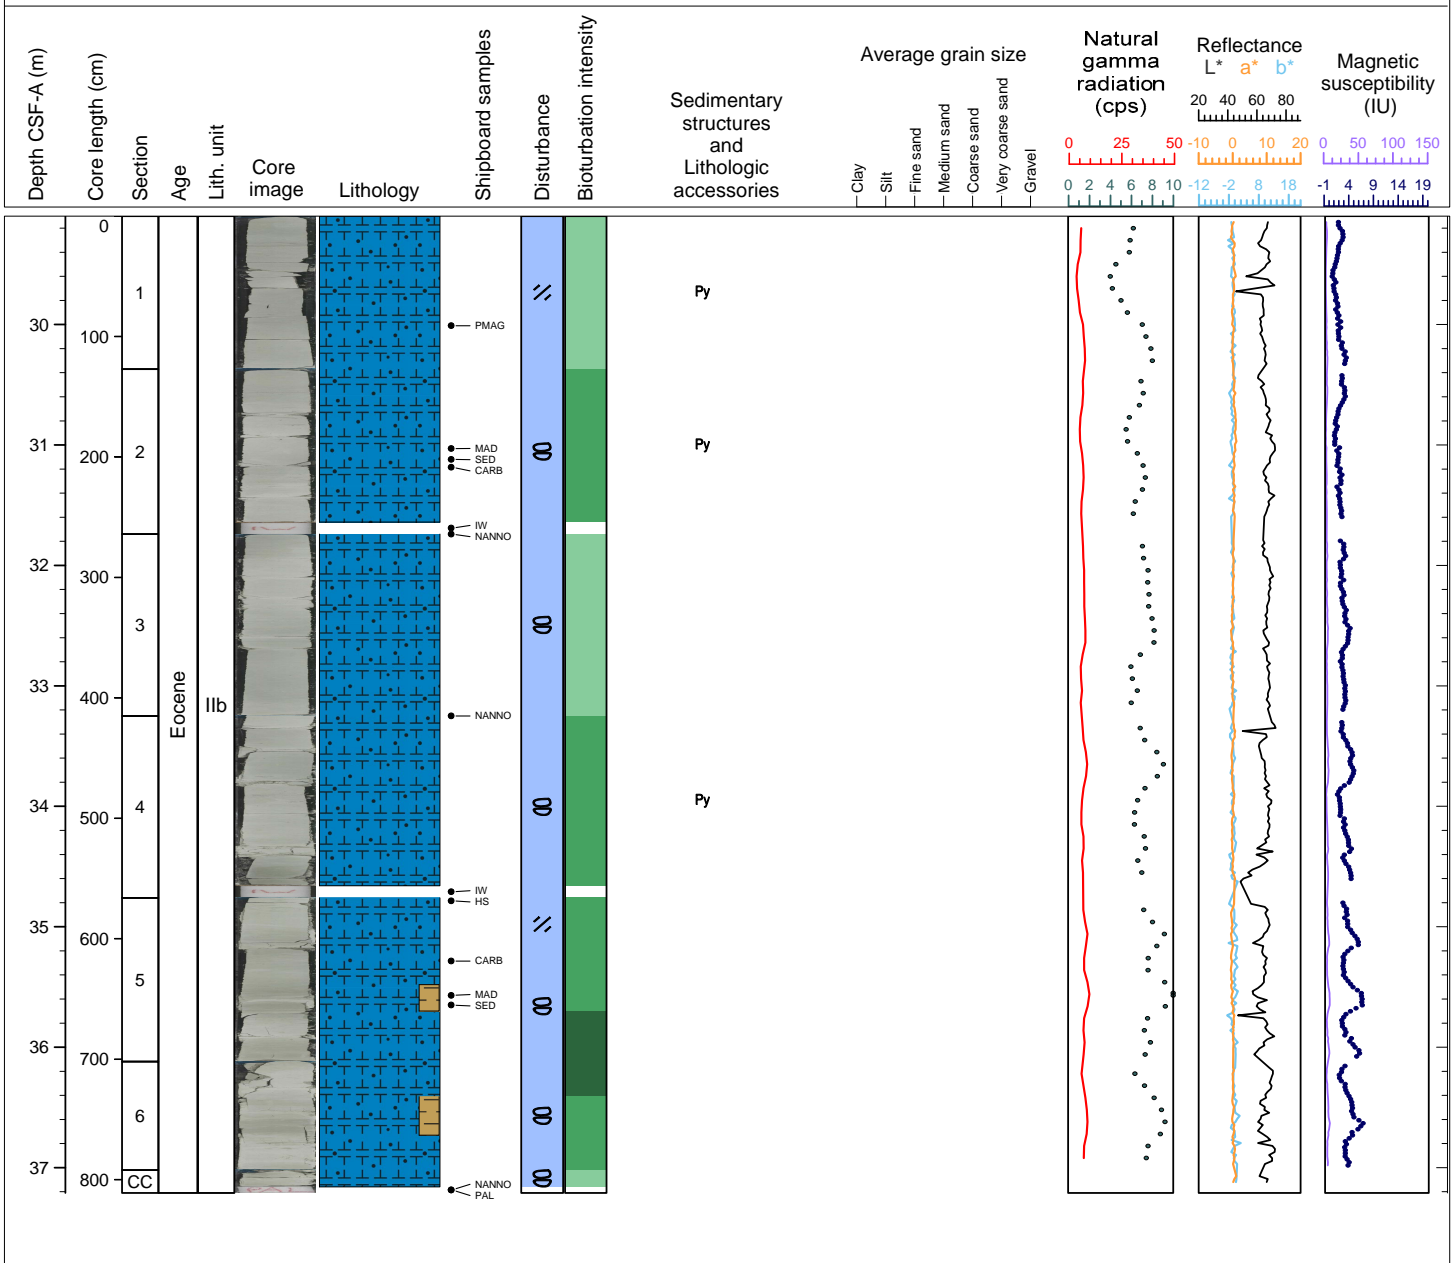 Depth CSF-A (m)
Core length (cm)
Section
Age
Lith. unit
Core
image
Lithology
Shipboard samples
Disturbance
Bioturbation intensity
Sedimentary
structures
and
Lithologic
accessories
Average grain size
Clay
Silt
Fine sand
Medium sand
Coarse sand
Very coarse sand
Gravel
Natural
gamma
radiation
(cps)
0 25 50
0 2 4 6 8 10
Reflectance
L* a* b*
20 40 60 80
-10 0 10 20
-12 -2 8 18
Magnetic
susceptibility
(IU)
0 50 100 150
-1 4 9 14 19
30
31
32
33
34
35
36
37
0
100
200
300
400
500
600
700
800
1
2
3
4
5
6
CC
Eocene
IIb
PMAG
MAD
SED
CARB
IW
NANNO
NANNO
IW
HS
CARB
MAD
SED
NANNO
PAL
Py
Py
Py